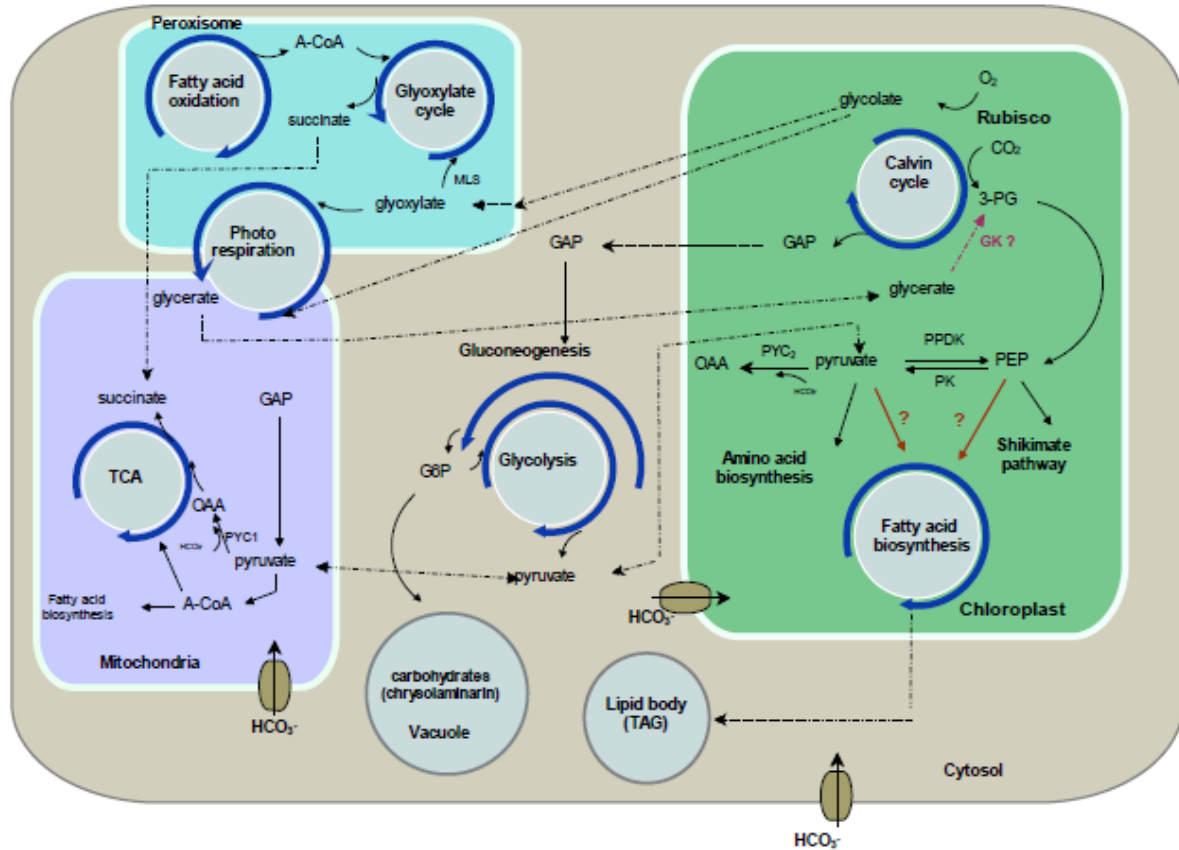 Peroxisome
A-CoA
Fatty acid
oxidation
Glyoxylate
cycle
succinate
MLS
glyoxylate
Photo
respiration
glycerate
glycolate
O₂
Rubisco
CO₂
Calvin
cycle
3-PG
GAP
GAP
GK ?
glycerate
Gluconeogenesis
OAA
PYC₂
pyruvate
PPDK
PEP
PK
HCO₃-
?
?
Amino acid
biosynthesis
Shikimate
pathway
Fatty acid
biosynthesis
Chloroplast
succinate
GAP
TCA
OAA
PYC1
HCO₃-
pyruvate
A-CoA
Fatty acid
biosynthesis
Mitochondria
HCO₃-
G6P
Glycolysis
pyruvate
HCO₃-
carbohydrates
(chrysolaminarin)
Vacuole
Lipid body
(TAG)
Cytosol
HCO₃-